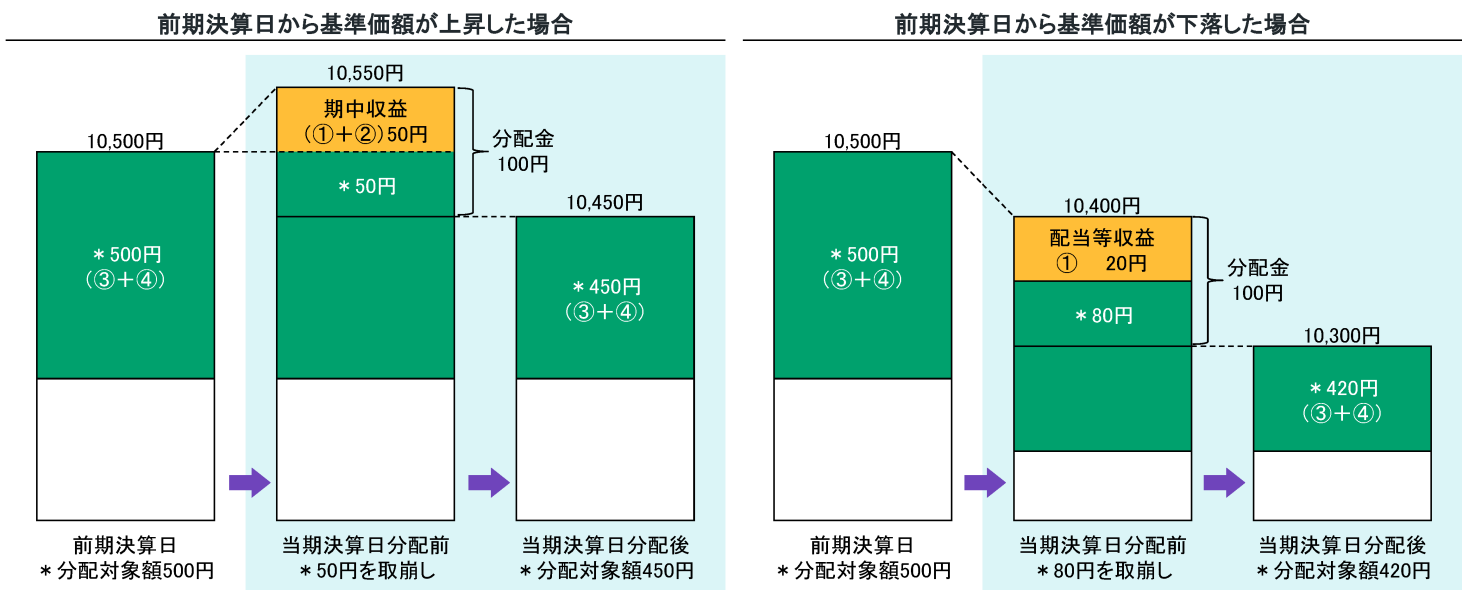 前期決算日から基準価額が上昇した場合
10,500円
＊500円
（③＋④）
前期決算日
＊分配対象額500円
10,550円
期中収益
（①＋②）50円
＊50円
分配金
100円
当期決算日分配前
＊50円を取崩し
10,450円
＊450円
（③＋④）
当期決算日分配後
＊分配対象額450円
前期決算日から基準価額が下落した場合
10,500円
＊500円
（③＋④）
前期決算日
＊分配対象額500円
10,400円
配当等収益
① 20円
＊80円
分配金
100円
当期決算日分配前
＊80円を取崩し
10,300円
＊420円
（③＋④）
当期決算日分配後
＊分配対象額420円